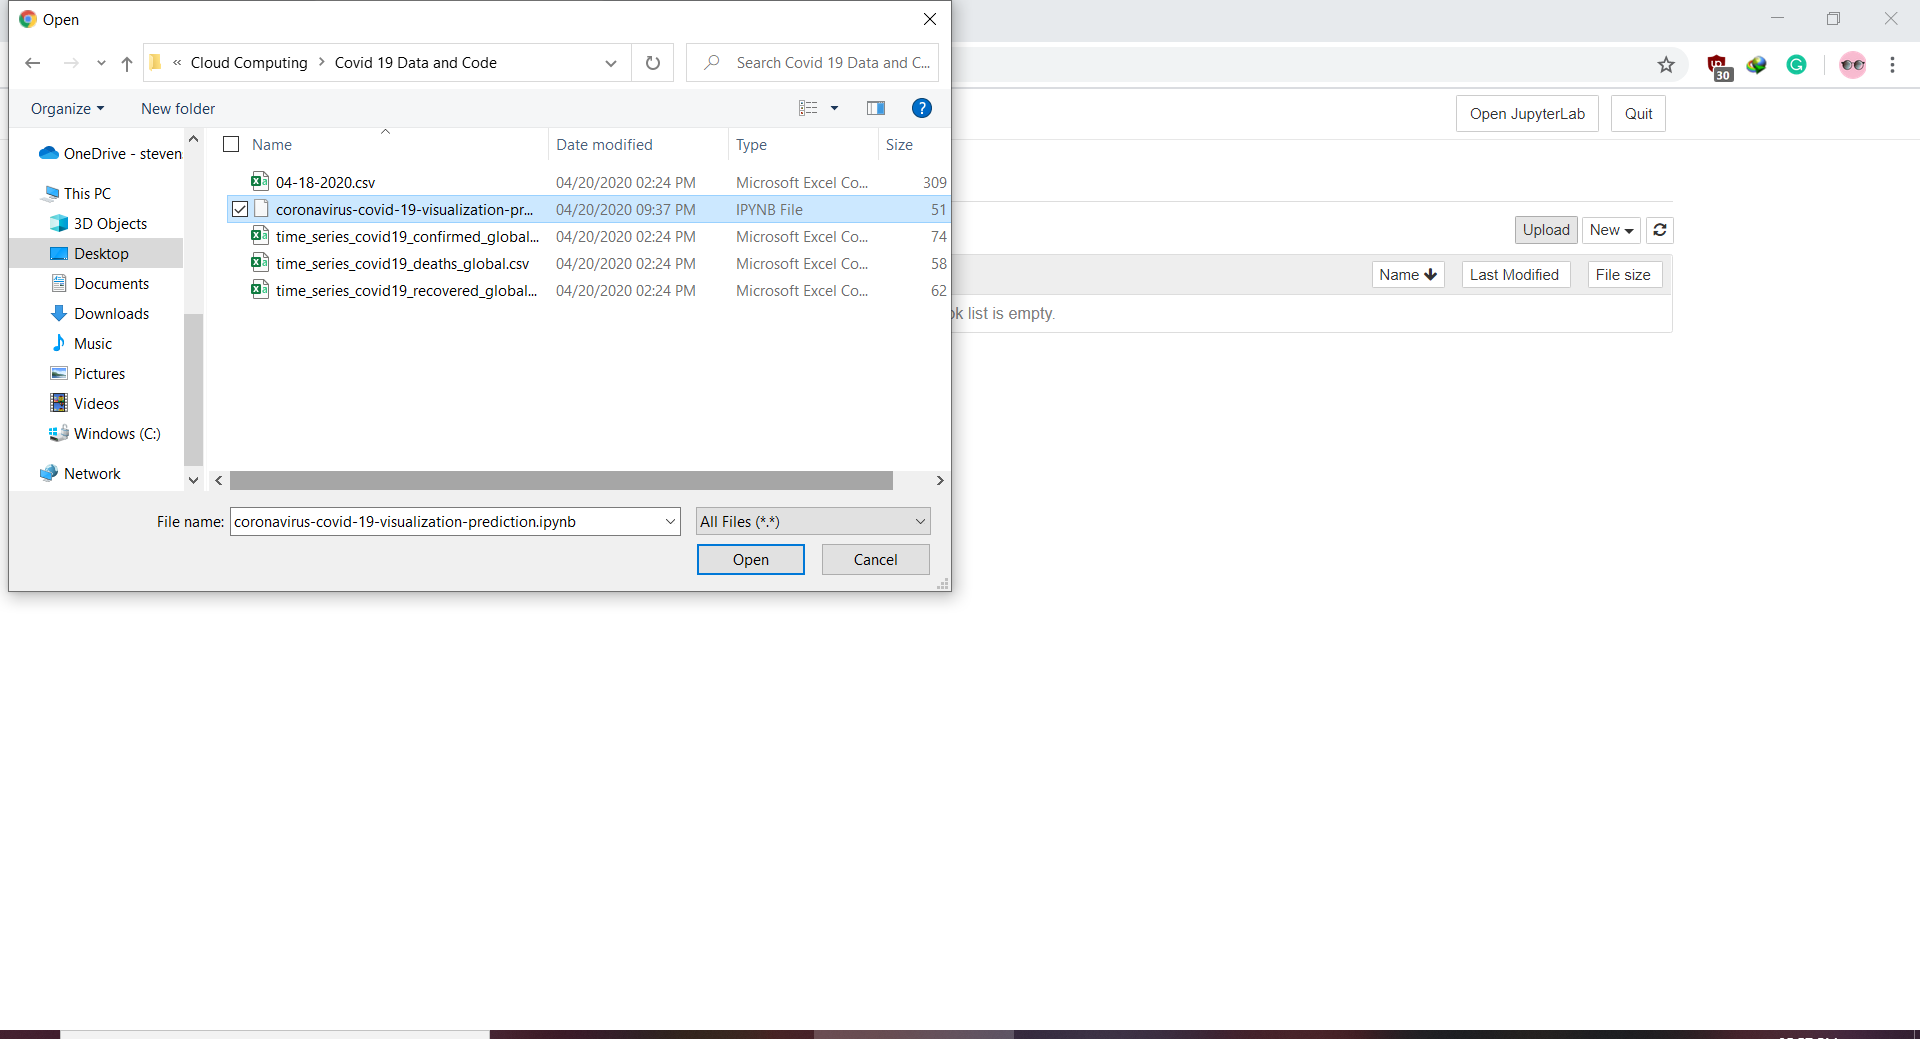 Open
« Cloud Computing > Covid 19 Data and Code
Search Covid 19 Data and C...
30
Organize
New folder
?
Open JupyterLab
Quit
OneDrive - steven
This PC
3D Objects
Desktop
Documents
Downloads
Music
Pictures
Videos
Windows (C:)
Network
Name Date modified Type Size
04-18-2020.csv 04/20/2020 02:24 PM Microsoft Excel Co... 309
coronavirus-covid-19-visualization-pr... 04/20/2020 09:37 PM IPYNB File 51
time_series_covid19_confirmed_global... 04/20/2020 02:24 PM Microsoft Excel Co... 74
time_series_covid19_deaths_global.csv 04/20/2020 02:24 PM Microsoft Excel Co... 58
time_series_covid19_recovered_global... 04/20/2020 02:24 PM Microsoft Excel Co... 62
File name: coronavirus-covid-19-visualization-prediction.ipynb
All Files (*.*)
Open
Cancel
Upload
New
Name
Last Modified
File size
list is empty.